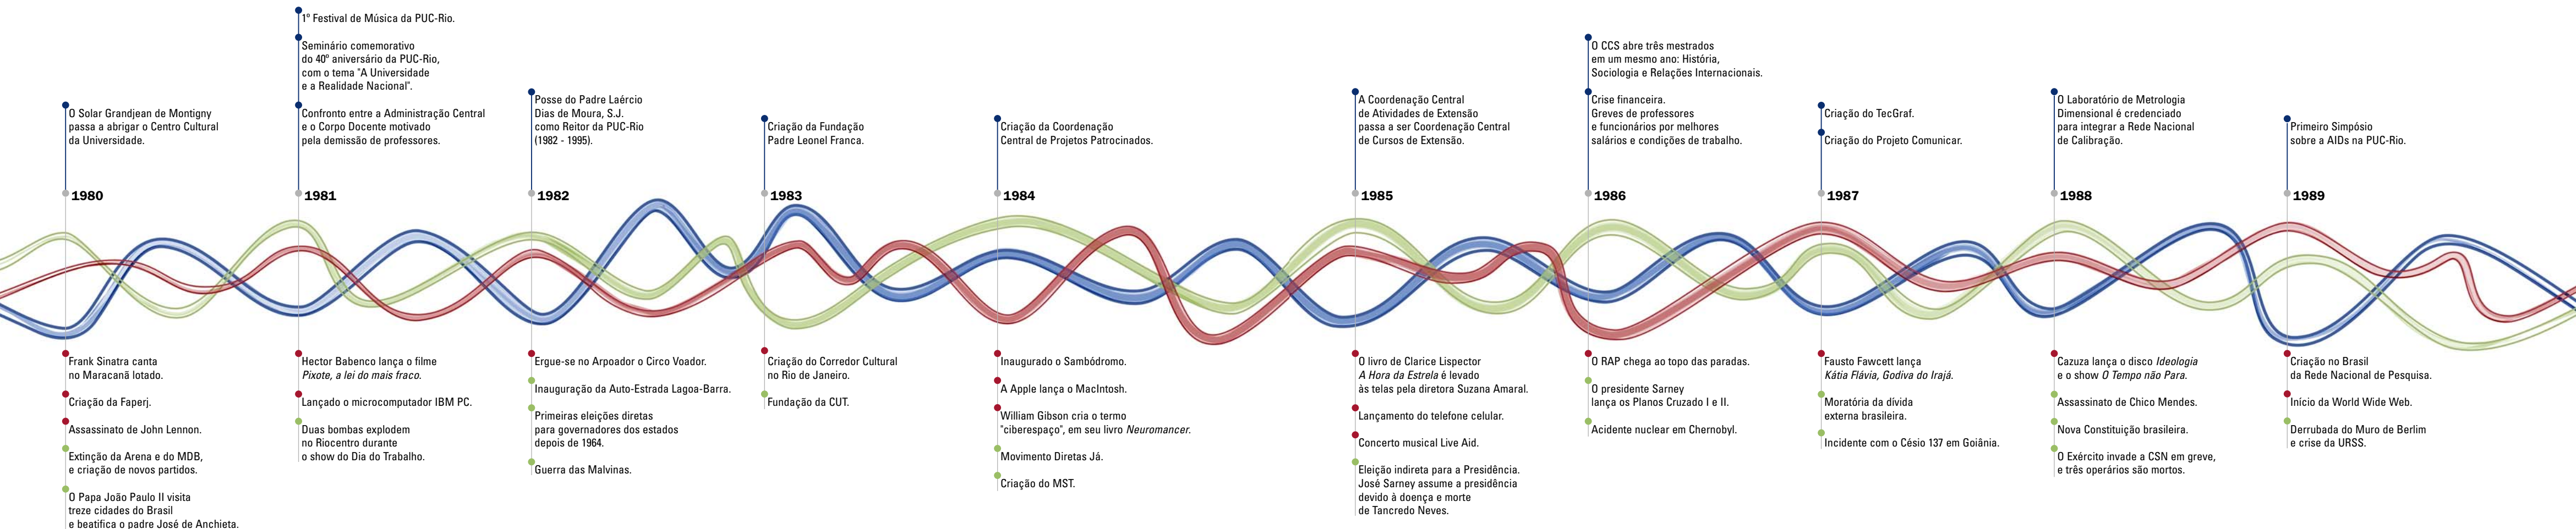 1º Festival de Música da PUC-Rio.
Seminário comemorativo
do 40º aniversário da PUC-Rio,
com o tema "A Universidade
e a Realidade Nacional".
O Solar Grandjean de Montigny
passa a abrigar o Centro Cultural
da Universidade.
Confronto entre a Administração Central
e o Corpo Docente motivado
pela demissão de professores.
Posse do Padre Laércio
Dias de Moura, S.J.
como Reitor da PUC-Rio
(1982 - 1995).
Criação da Fundação
Padre Leonel Franca.
Criação da Coordenação
Central de Projetos Patrocinados.
A Coordenação Central
de Atividades de Extensão
passa a ser Coordenação Central
de Cursos de Extensão.
O CCS abre três mestrados
em um mesmo ano: História,
Sociologia e Relações Internacionais.
Crise financeira.
Greves de professores
e funcionários por melhores
salários e condições de trabalho.
Criação do TecGraf.
Criação do Projeto Comunicar.
O Laboratório de Metrologia
Dimensional é credenciado
para integrar a Rede Nacional
de Calibração.
Primeiro Simpósio
sobre a AIDs na PUC-Rio.
1980
1981
1982
1983
1984
1985
1986
1987
1988
1989
Frank Sinatra canta
no Maracanã lotado.
Criação da Faperj.
Assassinato de John Lennon.
Extinção da Arena e do MDB,
e criação de novos partidos.
O Papa João Paulo II visita
treze cidades do Brasil
e beatifica o padre José de Anchieta.
Hector Babenco lança o filme
Pixote, a lei do mais fraco.
Lançado o microcomputador IBM PC.
Duas bombas explodem
no Riocentro durante
o show do Dia do Trabalho.
Ergue-se no Arpoador o Circo Voador.
Inauguração da Auto-Estrada Lagoa-Barra.
Primeiras eleições diretas
para governadores dos estados
depois de 1964.
Guerra das Malvinas.
Criação do Corredor Cultural
no Rio de Janeiro.
Fundação da CUT.
Inaugurado o Sambódromo.
A Apple lança o MacIntosh.
William Gibson cria o termo
"ciberespaço", em seu livro Neuromancer.
Movimento Diretas Já.
Criação do MST.
O livro de Clarice Lispector
A Hora da Estrela é levado
às telas pela diretora Suzana Amaral.
Lançamento do telefone celular.
Concerto musical Live Aid.
Eleição indireta para a Presidência.
José Sarney assume a presidência
devido à doença e morte
de Tancredo Neves.
O RAP chega ao topo das paradas.
O presidente Sarney
lança os Planos Cruzado I e II.
Acidente nuclear em Chernobyl.
Fausto Fawcett lança
Kátia Flávia, Godiva do Irajá.
Moratória da dívida
externa brasileira.
Incidente com o Césio 137 em Goiânia.
Cazuza lança o disco Ideologia
e o show O Tempo não Para.
Assassinato de Chico Mendes.
Nova Constituição brasileira.
O Exército invade a CSN em greve,
e três operários são mortos.
Criação no Brasil
da Rede Nacional de Pesquisa.
Início da World Wide Web.
Derrubada do Muro de Berlim
e crise da URSS.